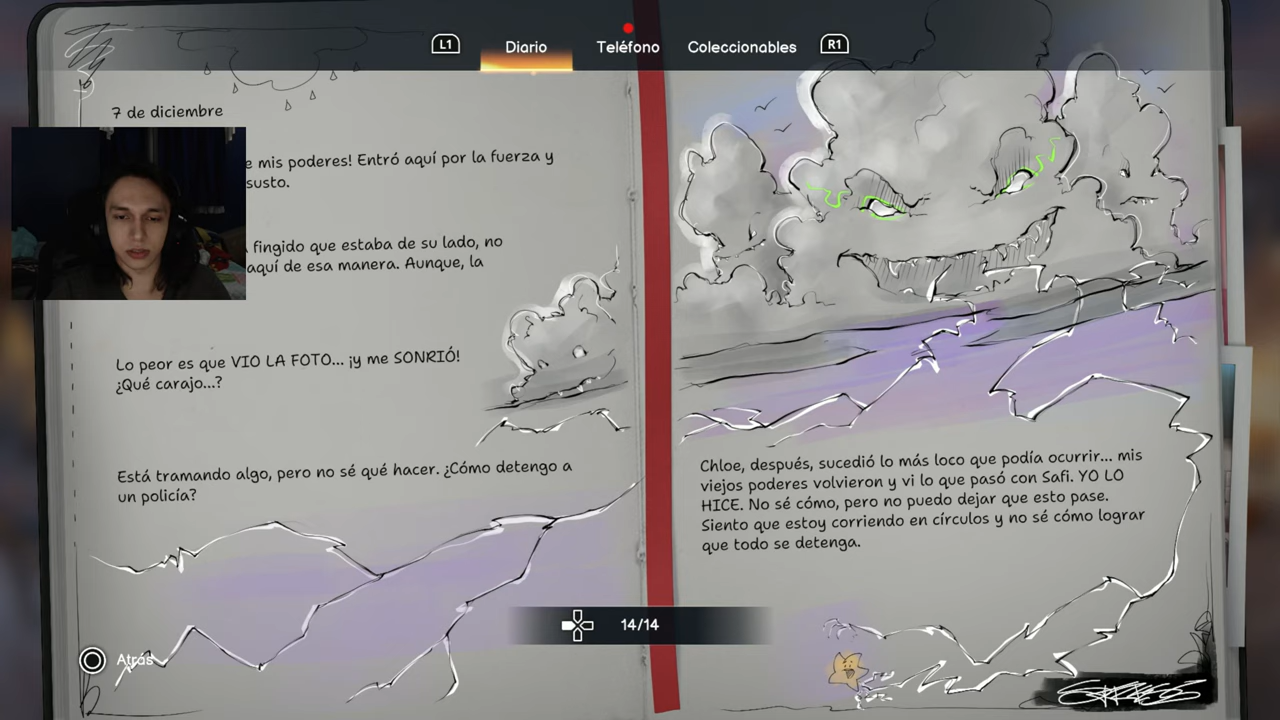 L1 Diario Teléfono Coleccionables R1
7 de diciembre
mis poderes! Entró aquí por la fuerza y
susto.
fingido que estaba de su lado, no
aquí de esa manera. Aunque, la
Lo peor es que VIO LA FOTO... ¡y me SONRIÓ!
¿Qué carajo...?
Está tramando algo, pero no sé qué hacer. ¿Cómo detengo a
un policía?
Chloe, después, sucedió lo más loco que podía ocurrir... mis
viejos poderes volvieron y vi lo que pasó con Safi. YO LO
HICE. No sé cómo, pero no puedo dejar que esto pase.
Siento que estoy corriendo en círculos y no sé cómo lograr
que todo se detenga.
14/14
Atrás